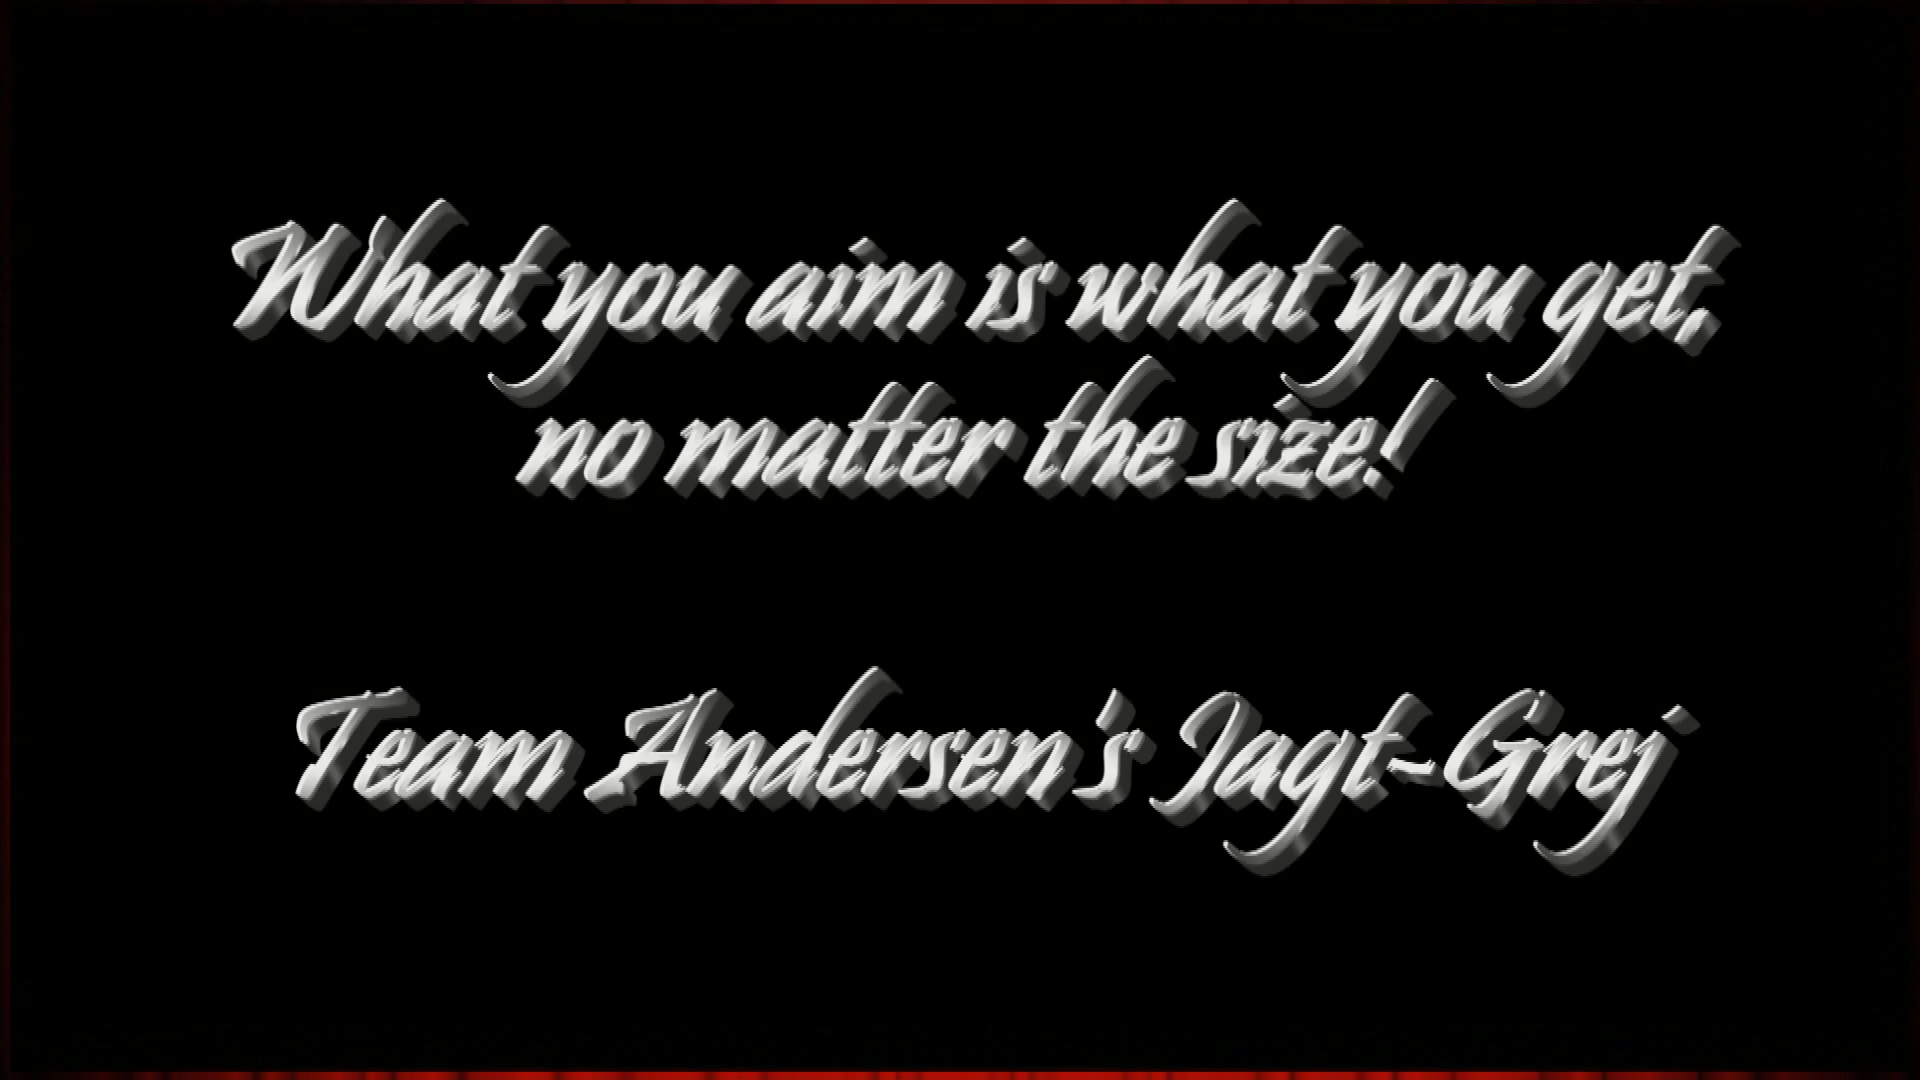 What you aim is what you get,
no matter the size!
Team Andersen's Jagt-Grej